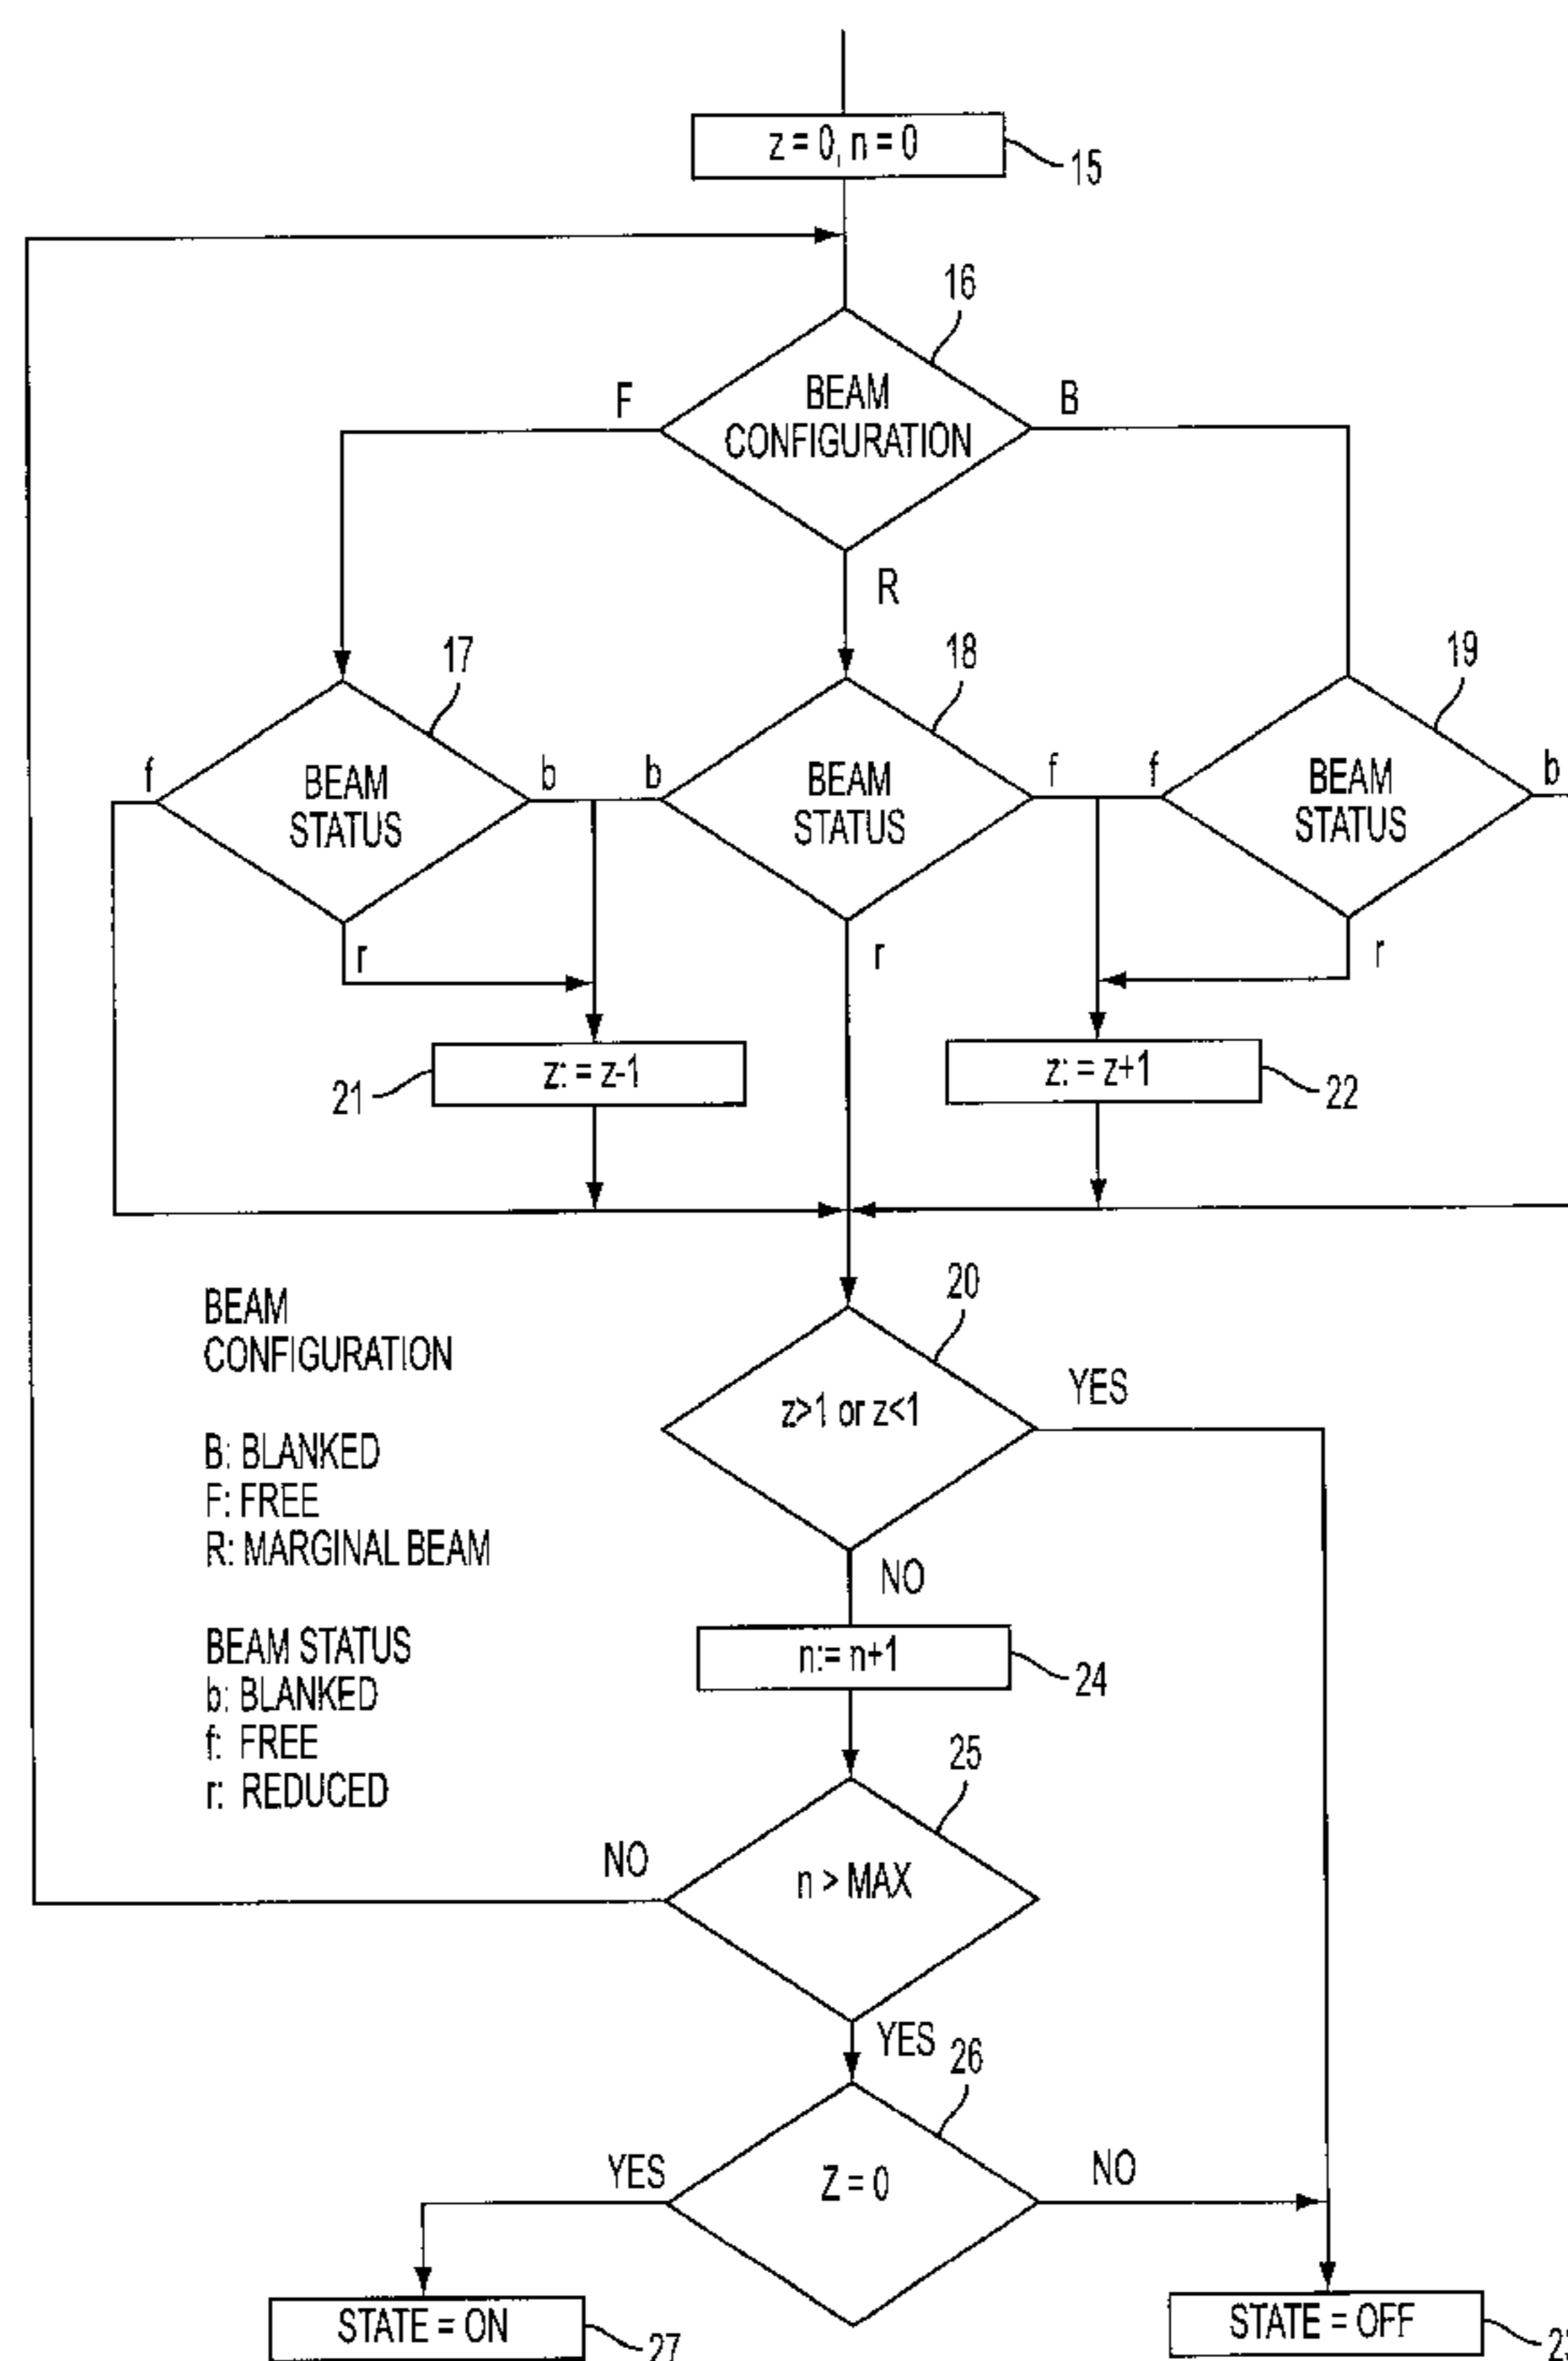 z = 0, n = 0
15
16
BEAM
CONFIGURATION
F
B
R
17
18
19
f
BEAM
STATUS
b
b
BEAM
STATUS
f
f
BEAM
STATUS
b
r
r
r
21
z: = z-1
z: = z+1
22
20
z>1 or z<1
YES
NO
BEAM
CONFIGURATION
B: BLANKED
F: FREE
R: MARGINAL BEAM
BEAM STATUS
b: BLANKED
f: FREE
r: REDUCED
n:= n+1
24
25
NO
n > MAX
YES
26
YES
Z = 0
NO
STATE = ON
27
STATE = OFF